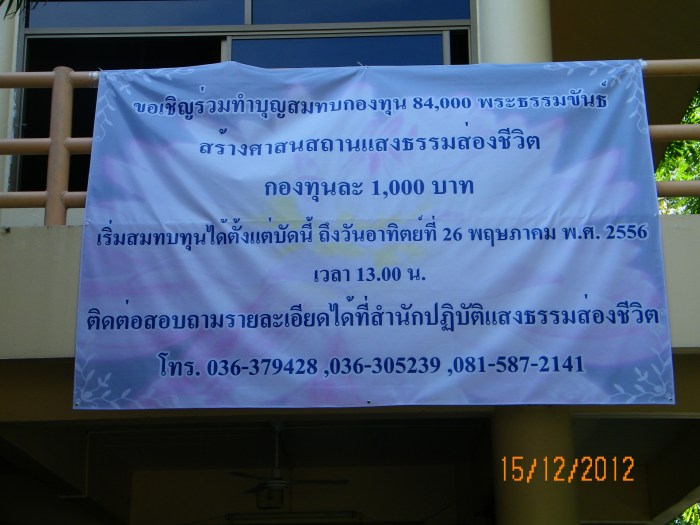 ขอเชิญร่วมทำบุญสมทบกองทุน 84,000 พระธรรมขันธ์
สร้างศาสนสถานแสงธรรมส่องชีวิต
กองทุนละ 1,000 บาท
เริ่มสมทบทุนได้ตั้งแต่บัดนี้ ถึงวันอาทิตย์ที่ 26 พฤษภาคม พ.ศ. 2556
เวลา 13.00 น.
ติดต่อสอบถามรายละเอียดได้ที่สำนักปฏิบัติแสงธรรมส่องชีวิต
โทร. 036-379428 ,036-305239 ,081-587-2141
15/12/2012